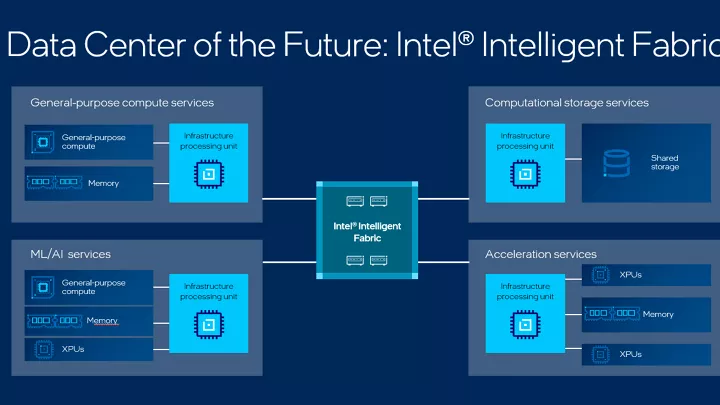 Data Center of the Future: Intel® Intelligent Fabric
General-purpose compute services
General-purpose
compute
Memory
Infrastructure
processing unit
Computational storage services
Infrastructure
processing unit
Shared
storage
Intel® Intelligent
Fabric
ML/AI services
General-purpose
compute
Memory
XPUs
Infrastructure
processing unit
Acceleration services
Infrastructure
processing unit
XPUs
Memory
XPUs